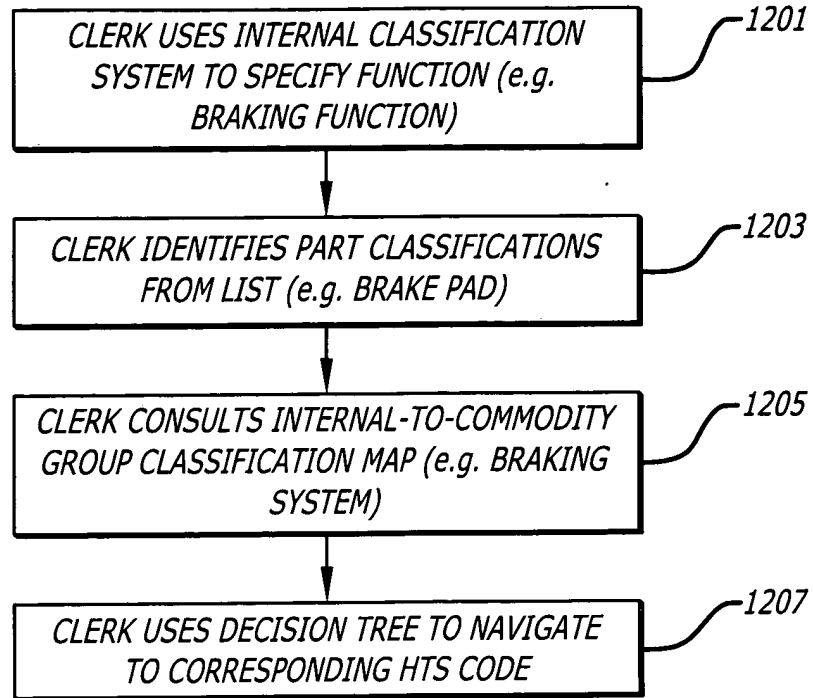 CLERK USES INTERNAL CLASSIFICATION
SYSTEM TO SPECIFY FUNCTION (e.g.
BRAKING FUNCTION)
1201
CLERK IDENTIFIES PART CLASSIFICATIONS
FROM LIST (e.g. BRAKE PAD)
1203
CLERK CONSULTS INTERNAL-TO-COMMODITY
GROUP CLASSIFICATION MAP (e.g. BRAKING
SYSTEM)
1205
CLERK USES DECISION TREE TO NAVIGATE
TO CORRESPONDING HTS CODE
1207